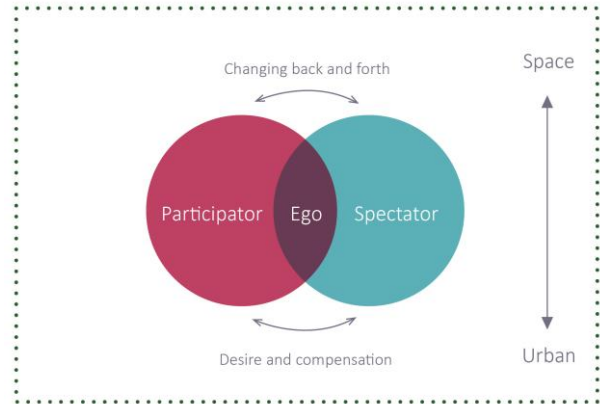 Changing back and forth
Space
Participator
Ego
Spectator
Desire and compensation
Urban